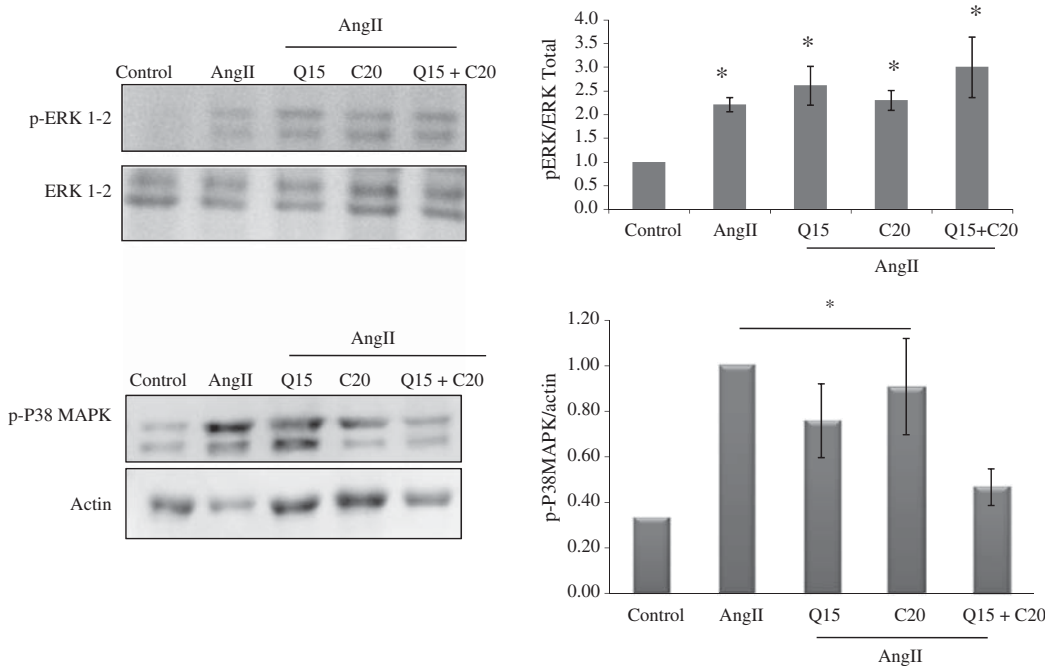 AngII
Control AngII Q15 C20 Q15 + C20
p-ERK 1-2
ERK 1-2
pERK/ERK Total
4.0
3.5
3.0
2.5
2.0
1.5
1.0
0.5
0.0
* * * *
Control AngII Q15 C20 Q15+C20
AngII
AngII
Control AngII Q15 C20 Q15 + C20
p-P38 MAPK
Actin
p-P38MAPK/actin
1.20
1.00
0.80
0.60
0.40
0.20
0.00
*
Control AngII Q15 C20 Q15 + C20
AngII